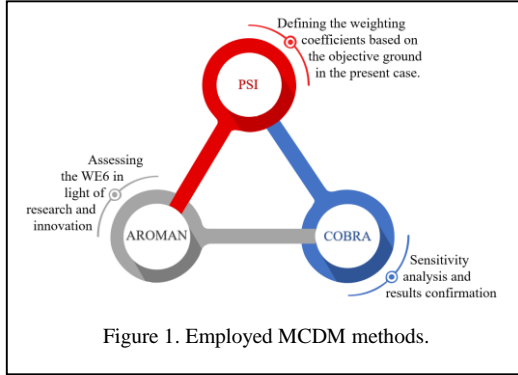 Defining the weighting
coefficients based on
the objective ground
in the present case.
PSI
Assessing
the WE6 in
light of
research and
innovation
AROMAN
COBRA
Sensitivity
analysis and
results confirmation
Figure 1. Employed MCDM methods.